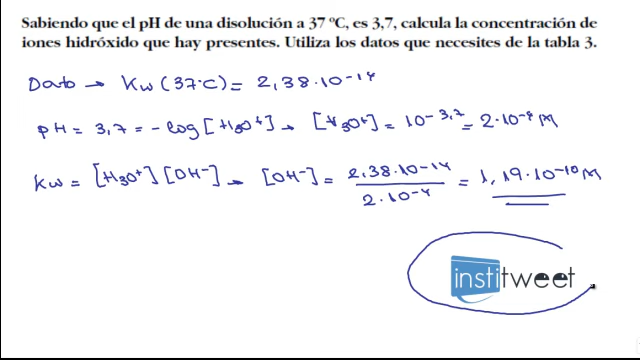 Sabiendo que el pH de una disolución a 37 ºC, es 3,7, calcula la concentración de
iones hidróxido que hay presentes. Utiliza los datos que necesites de la tabla 3.
Dato → Kw (37ºC) = 2,38·10⁻¹⁴
pH = 3,7 = -log [H₃O⁺] → [H₃O⁺] = 10⁻³,⁷ = 2·10⁻⁴ M
Kw = [H₃O⁺][OH⁻] → [OH⁻] = 2,38·10⁻¹⁴ / 2·10⁻⁴ = 1,19·10⁻¹⁰ M
institweet